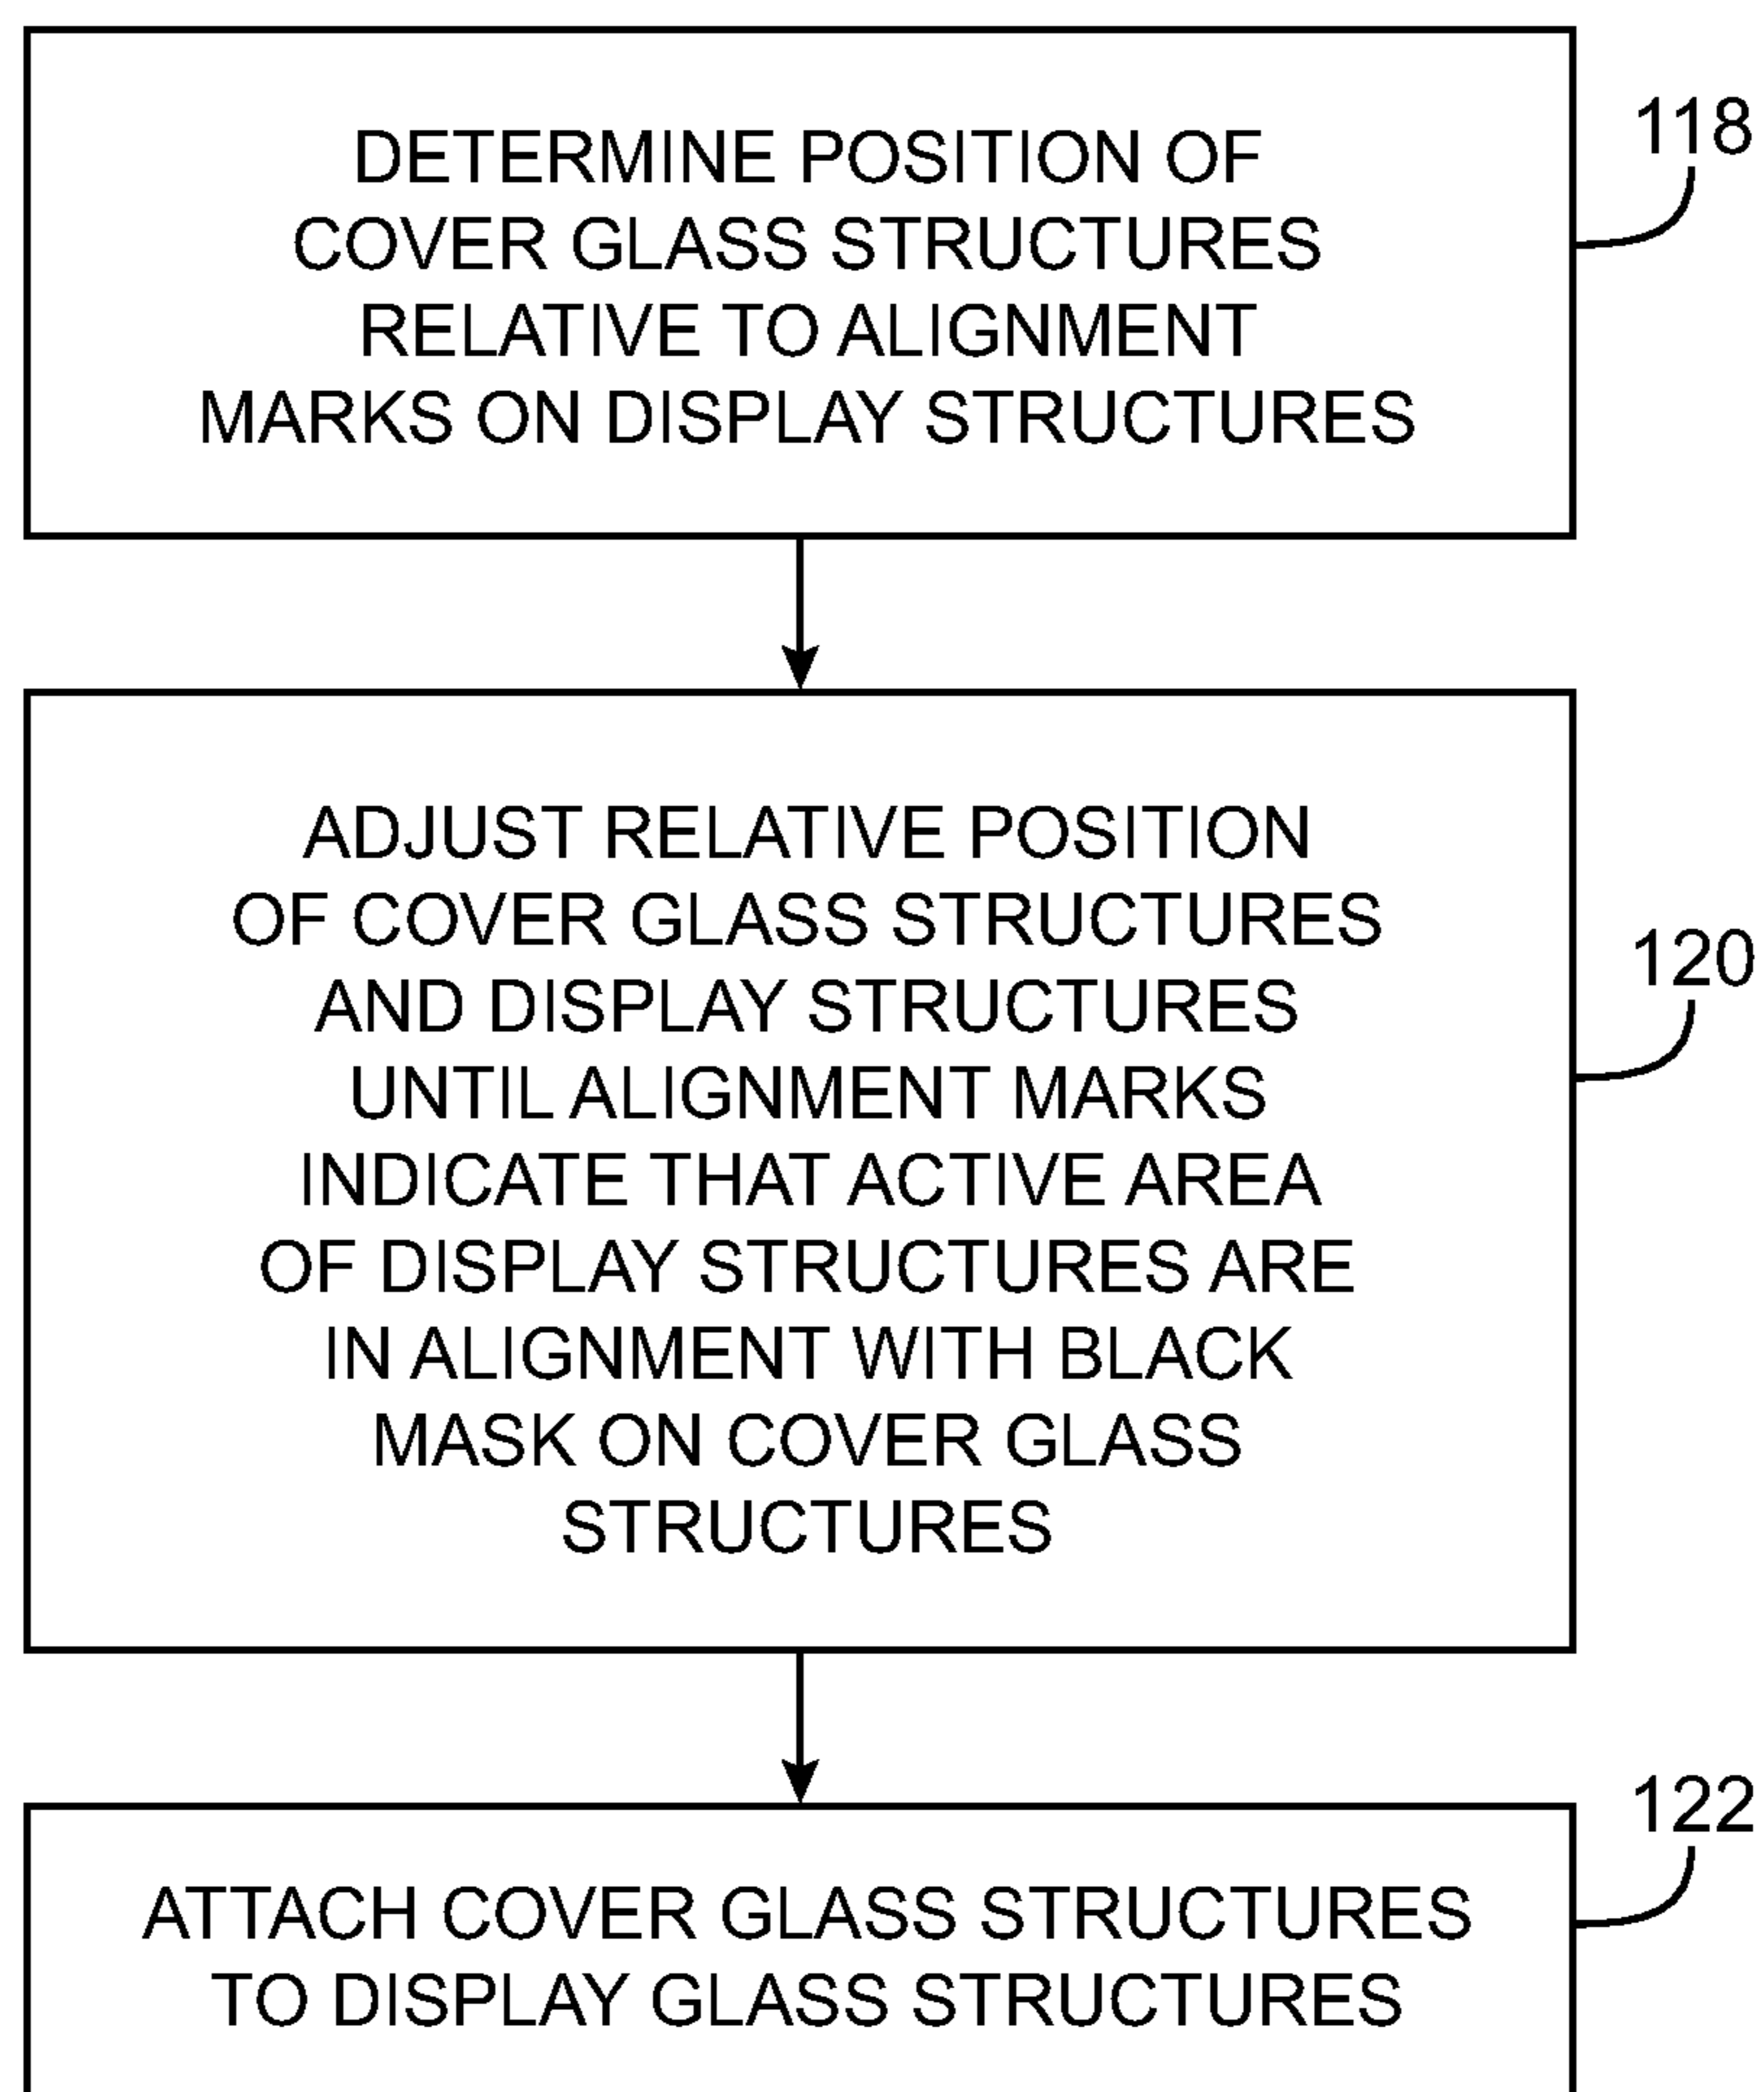 DETERMINE POSITION OF
COVER GLASS STRUCTURES
RELATIVE TO ALIGNMENT
MARKS ON DISPLAY STRUCTURES
118
ADJUST RELATIVE POSITION
OF COVER GLASS STRUCTURES
AND DISPLAY STRUCTURES
UNTIL ALIGNMENT MARKS
INDICATE THAT ACTIVE AREA
OF DISPLAY STRUCTURES ARE
IN ALIGNMENT WITH BLACK
MASK ON COVER GLASS
STRUCTURES
120
ATTACH COVER GLASS STRUCTURES
TO DISPLAY GLASS STRUCTURES
122